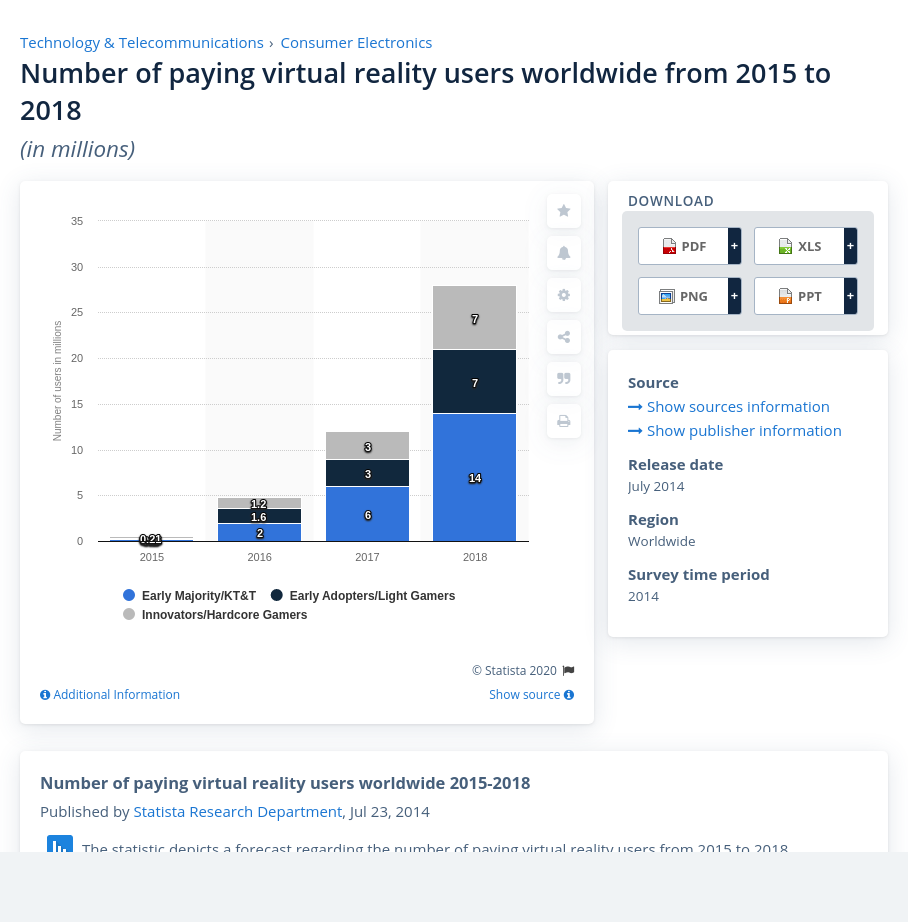 Technology & Telecommunications › Consumer Electronics
Number of paying virtual reality users worldwide from 2015 to
2018
(in millions)
35
30
25
20
15
10
5
0
Number of users in millions
0.21
1.2
1.6
2
3
3
6
7
7
14
2015
2016
2017
2018
Early Majority/KT&T
Early Adopters/Light Gamers
Innovators/Hardcore Gamers
© Statista 2020
Additional Information
Show source
DOWNLOAD
PDF +
XLS +
PNG +
PPT +
Source
Show sources information
Show publisher information
Release date
July 2014
Region
Worldwide
Survey time period
2014
Number of paying virtual reality users worldwide 2015-2018
Published by Statista Research Department, Jul 23, 2014
The statistic depicts a forecast regarding the number of paying virtual reality users from 2015 to 2018